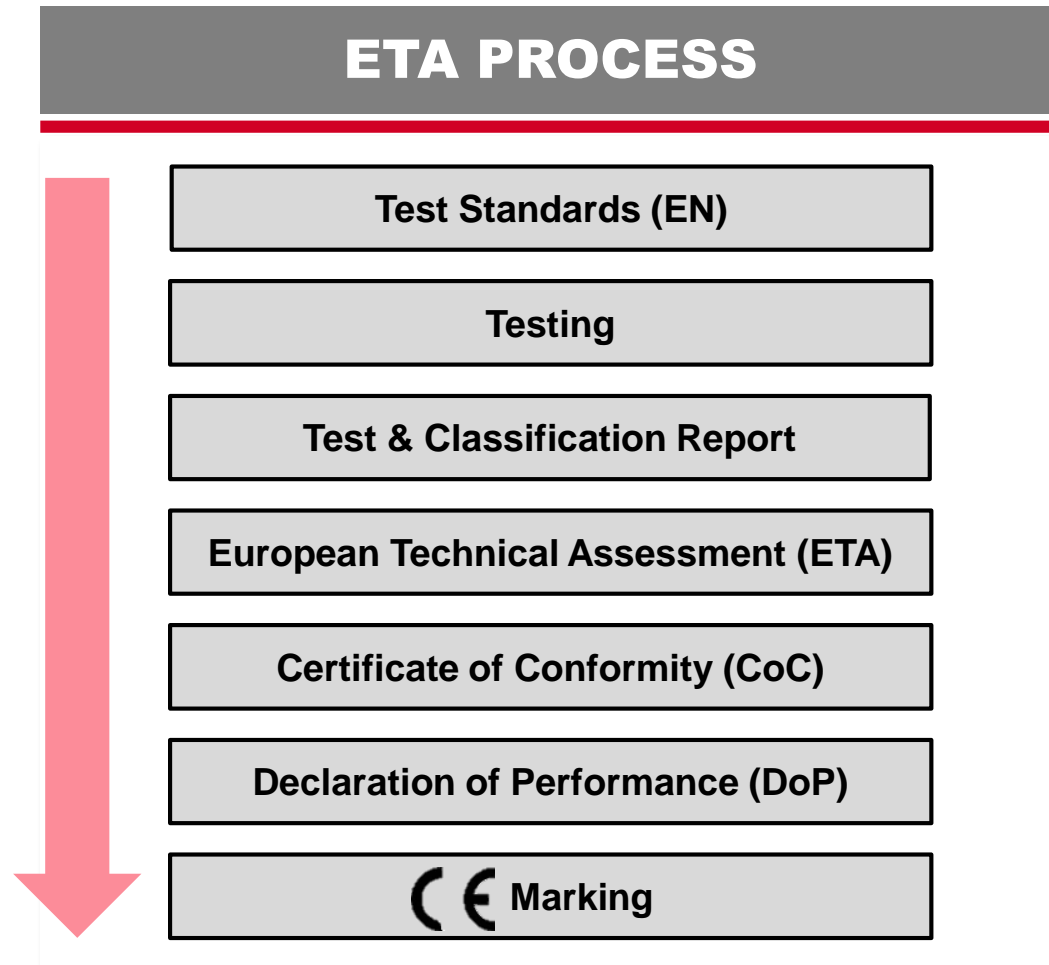 ETA PROCESS
Test Standards (EN)
Testing
Test & Classification Report
European Technical Assessment (ETA)
Certificate of Conformity (CoC)
Declaration of Performance (DoP)
CE Marking